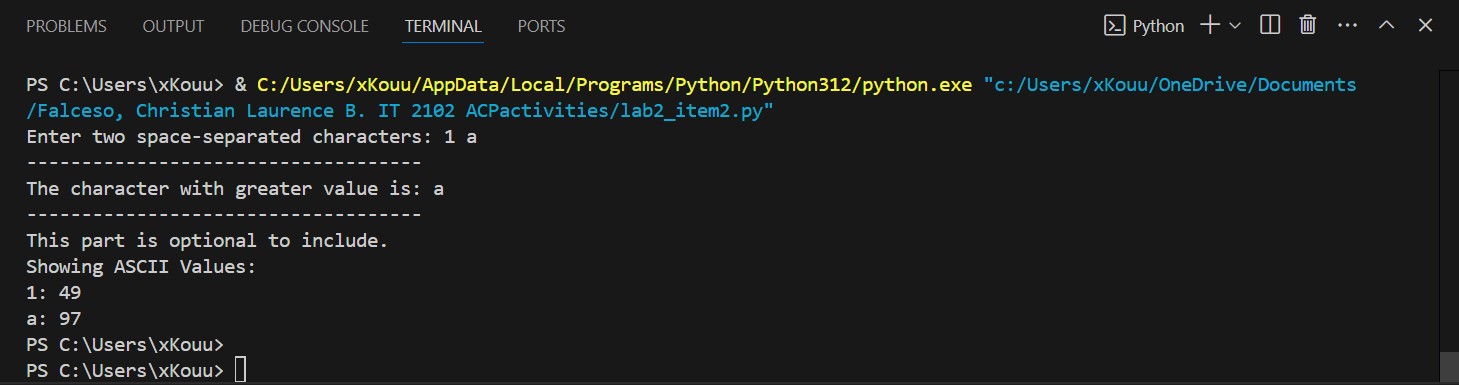 PROBLEMS OUTPUT DEBUG CONSOLE TERMINAL PORTS Python
PS C:\Users\xKouu> & C:/Users/xKouu/AppData/Local/Programs/Python/Python312/python.exe "c:/Users/xKouu/OneDrive/Documents
/Falceso, Christian Laurence B. IT 2102 ACPactivities/lab2_item2.py"
Enter two space-separated characters: 1 a
------------------------------------
The character with greater value is: a
------------------------------------
This part is optional to include.
Showing ASCII Values:
1: 49
a: 97
PS C:\Users\xKouu>
PS C:\Users\xKouu>